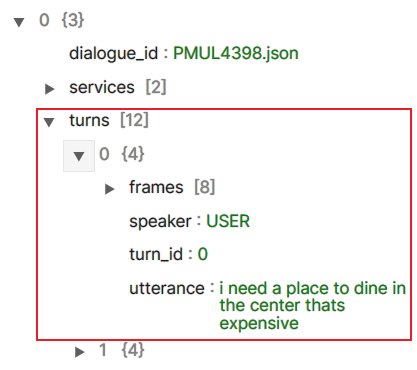 0 {3}
dialogue_id : PMUL4398.json
services [2]
turns [12]
0 {4}
frames [8]
speaker : USER
turn_id : 0
utterance : i need a place to dine in
the center thats
expensive
1 {4}